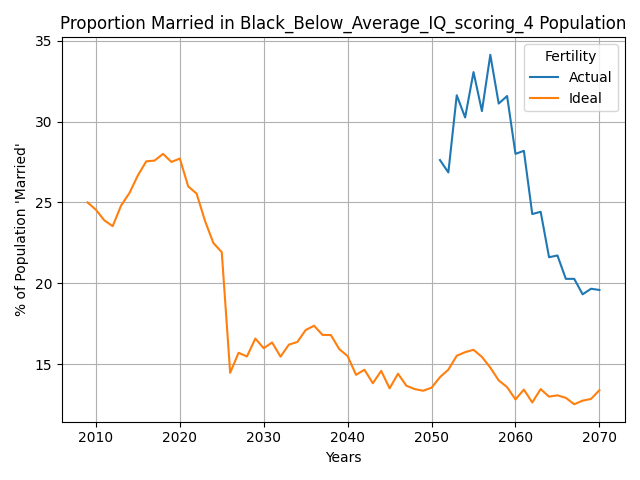 Proportion Married in Black_Below_Average_IQ_scoring_4 Population
% of Population 'Married'
35
30
25
20
15
Fertility
Actual
Ideal
2010 2020 2030 2040 2050 2060 2070
Years